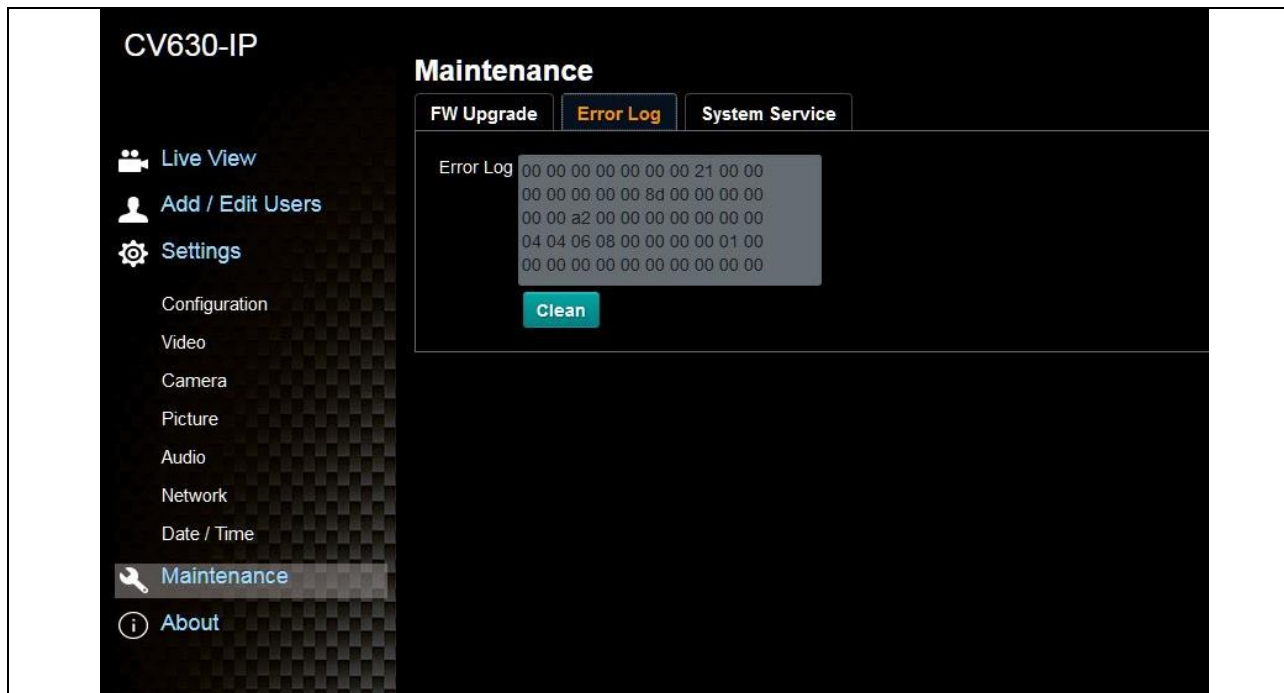 CV630-IP
Maintenance
FW Upgrade Error Log System Service
Live View
Add / Edit Users
Settings
Configuration
Video
Camera
Picture
Audio
Network
Date / Time
Maintenance
About
Error Log
00 00 00 00 00 00 00 21 00 00
00 00 00 00 00 8d 00 00 00 00
00 00 a2 00 00 00 00 00 00 00
04 04 06 08 00 00 00 00 01 00
00 00 00 00 00 00 00 00 00 00
Clean